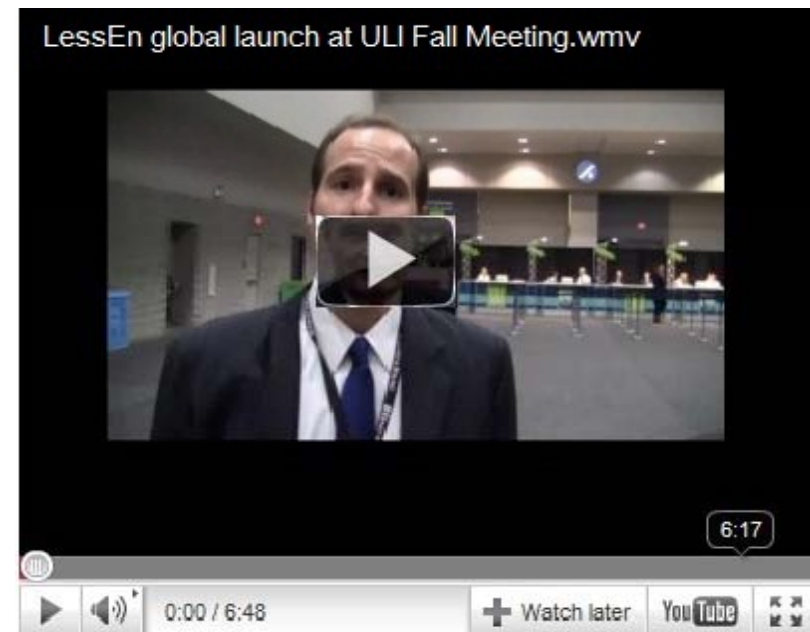 LessEn global launch at ULI Fall Meeting.wmv
6:17
0:00 / 6:48
Watch later
YouTube